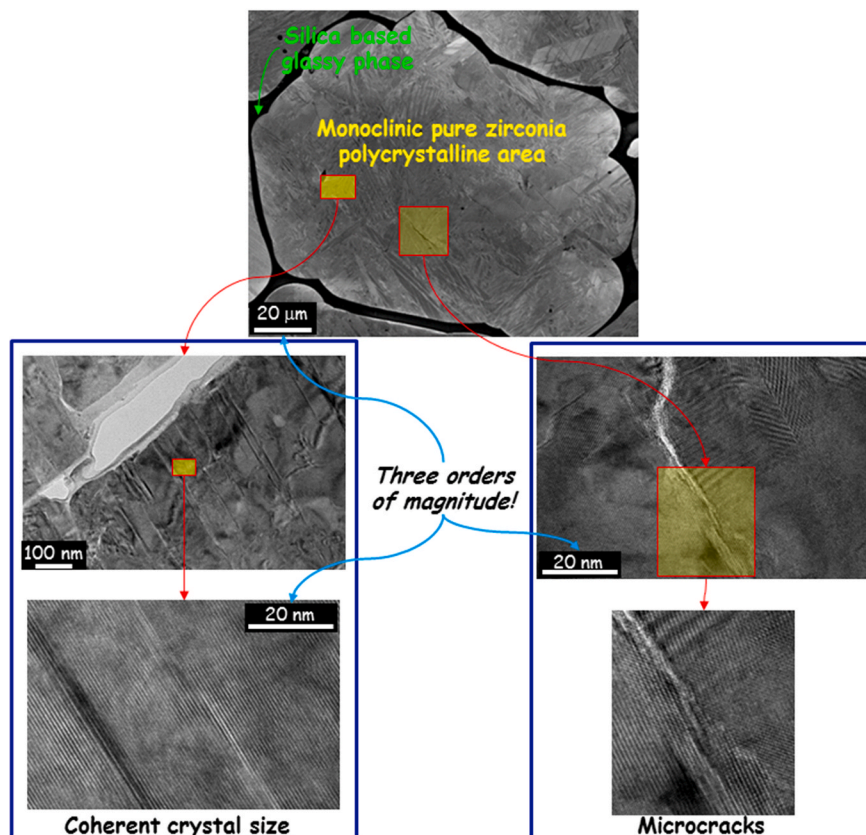 Silica based
glassy phase
Monoclinic pure zirconia
polycrystalline area
20 μm
100 nm
Three orders
of magnitude!
20 nm
20 nm
Coherent crystal size
Microcracks